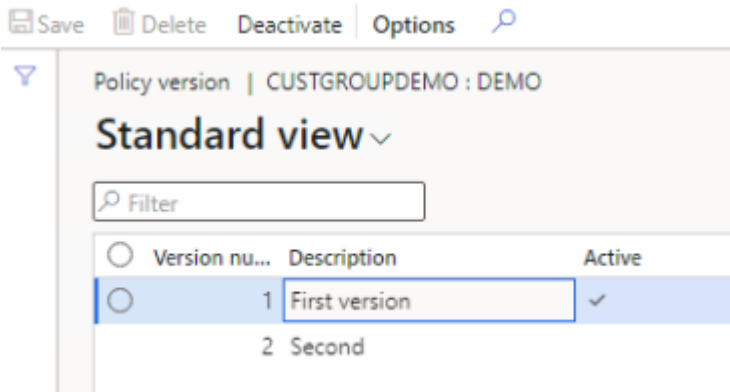 Save Delete Deactivate Options
Policy version | CUSTGROUPDEMO : DEMO
Standard view
Filter
Version nu... Description Active
1 First version
2 Second